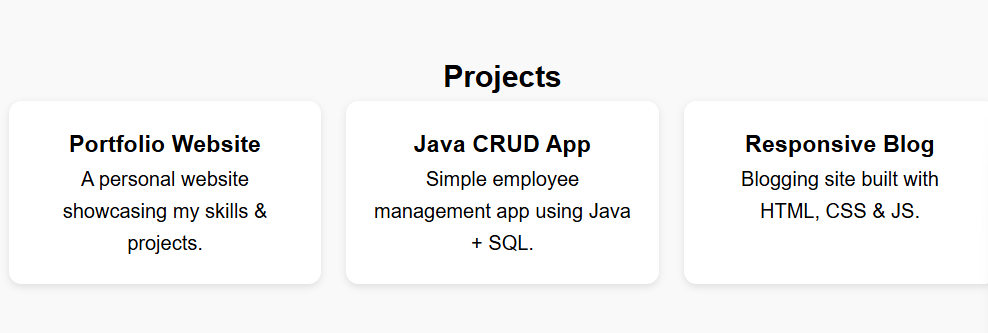 Projects
Portfolio Website
A personal website
showcasing my skills &
projects.
Java CRUD App
Simple employee
management app using Java
+ SQL.
Responsive Blog
Blogging site built with
HTML, CSS & JS.